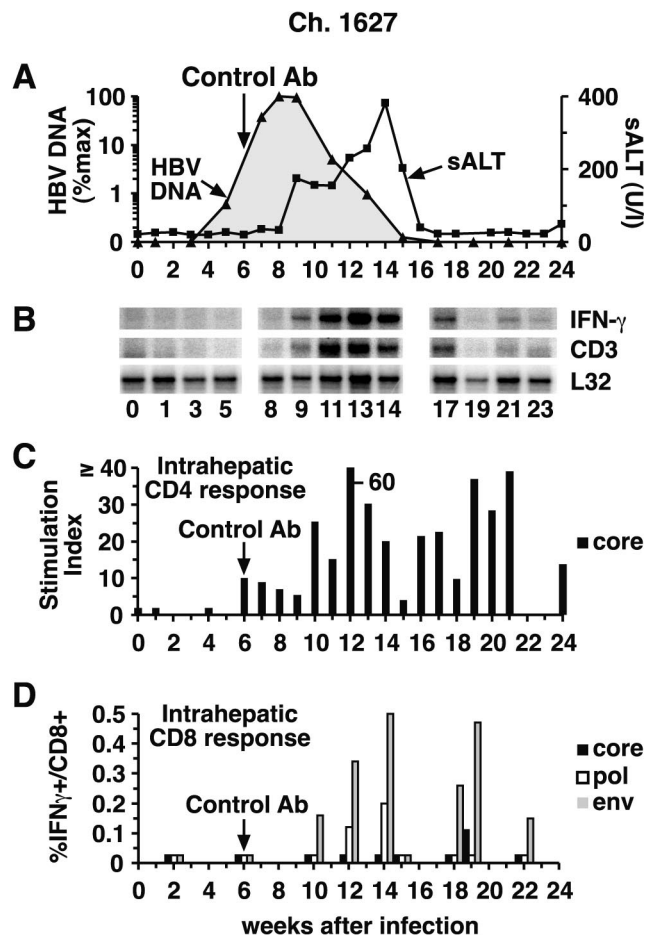 Ch. 1627
A
Control Ab
HBV DNA
(%max)
100
10
1
0
HBV
DNA
sALT
400
200
0
sALT (U/l)
0 2 4 6 8 10 12 14 16 18 20 22 24
B
IFN-γ
CD3
L32
0 1 3 5 8 9 11 13 14 17 19 21 23
C
Stimulation
Index
≥
40
30
20
10
0
Intrahepatic
CD4 response
Control Ab
60
core
0 2 4 6 8 10 12 14 16 18 20 22 24
D
%IFNγ+/CD8+
0.5
0.4
0.3
0.2
0.1
0
Intrahepatic
CD8 response
Control Ab
core
pol
env
0 2 4 6 8 10 12 14 16 18 20 22 24
weeks after infection